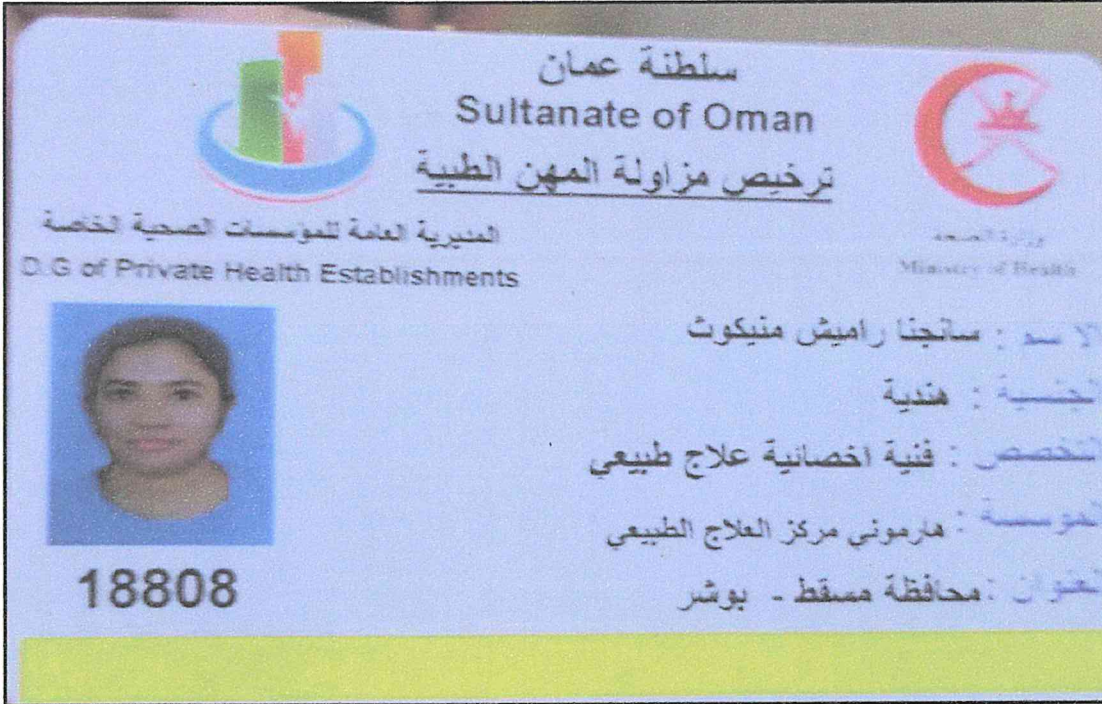 سلطنة عمان
Sultanate of Oman
ترخيص مزاولة المهن الطبية
المديرية العامة للمؤسسات الصحية الخاصة
D.G of Private Health Establishments
وزارة الصحة
Ministry of Health
الاسم : سانجنا راميش منيكوث
الجنسية : هندية
التخصص : فنية اخصائية علاج طبيعي
المؤسسة : هارموني مركز العلاج الطبيعي
العنوان : محافظة مسقط - بوشر
18808